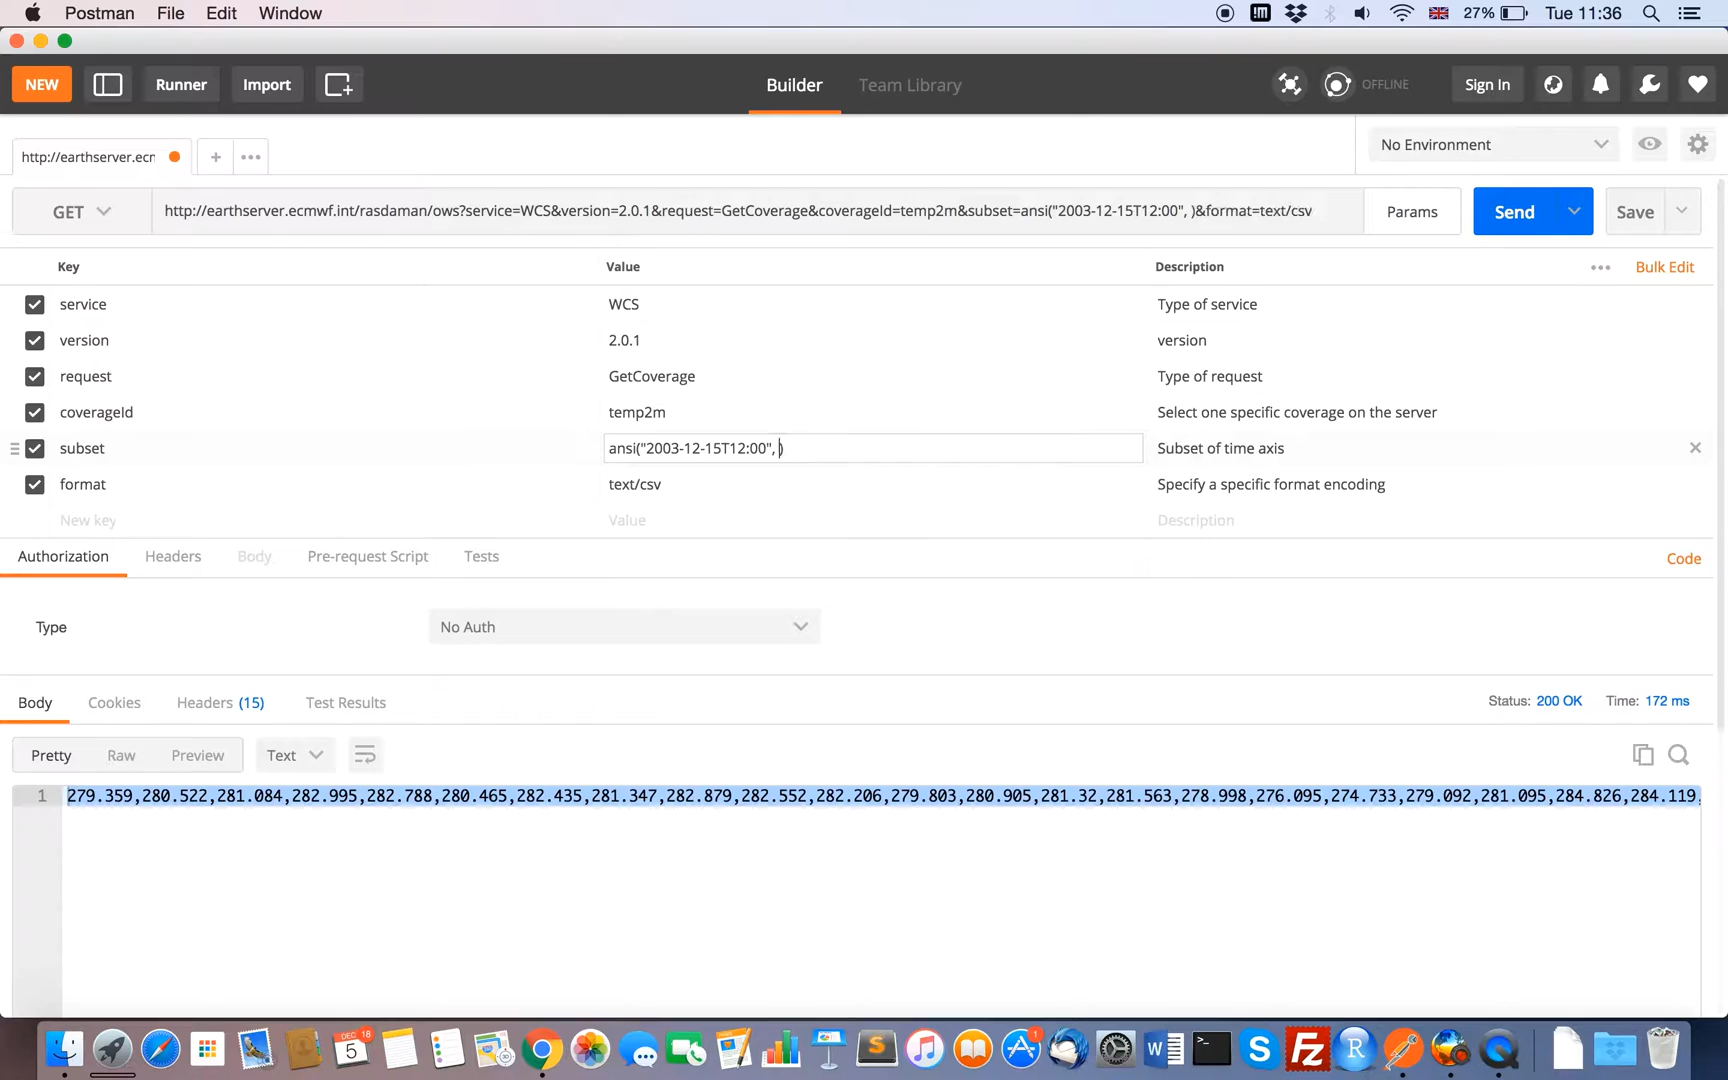 Postman File Edit Window 27% Tue 11:36
NEW Runner Import Builder Team Library OFFLINE Sign In
http://earthserver.ecm + ••• No Environment
GET http://earthserver.ecmwf.int/rasdaman/ows?service=WCS&version=2.0.1&request=GetCoverage&coverageId=temp2m&subset=ansi("2003-12-15T12:00", )&format=text/csv Params Send Save
Key Value Description ••• Bulk Edit
service WCS Type of service
version 2.0.1 version
request GetCoverage Type of request
coverageId temp2m Select one specific coverage on the server
subset ansi("2003-12-15T12:00", ) Subset of time axis
format text/csv Specify a specific format encoding
New key Value Description
Authorization Headers Body Pre-request Script Tests Code
Type No Auth
Body Cookies Headers (15) Test Results Status: 200 OK Time: 172 ms
Pretty Raw Preview Text
1 279.359,280.522,281.084,282.995,282.788,280.465,282.435,281.347,282.879,282.552,282.206,279.803,280.905,281.32,281.563,278.998,276.095,274.733,279.092,281.095,284.826,284.119,
DEC 18
5
1